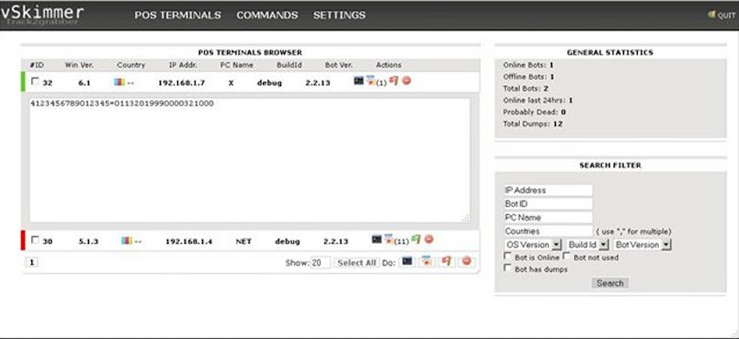 vSkimmer
Track2grabber
POS TERMINALS COMMANDS SETTINGS
QUIT
POS TERMINALS BROWSER
#ID Win Ver. Country IP Addr. PC Name BuildId Bot Ver. Actions
32 6.1 -- 192.168.1.7 X debug 2.2.13 (1)
4123456789012345=01132019990000321000
30 5.1.3 -- 192.168.1.4 NET debug 2.2.13 (11)
1 Show: 20 Select All Do:
GENERAL STATISTICS
Online Bots: 1
Offline Bots: 1
Total Bots: 2
Online last 24hrs: 1
Probably Dead: 0
Total Dumps: 12
SEARCH FILTER
IP Address
Bot ID
PC Name
Countries ( use "," for multiple)
OS Version Build Id Bot Version
Bot is Online Bot not used
Bot has dumps
Search